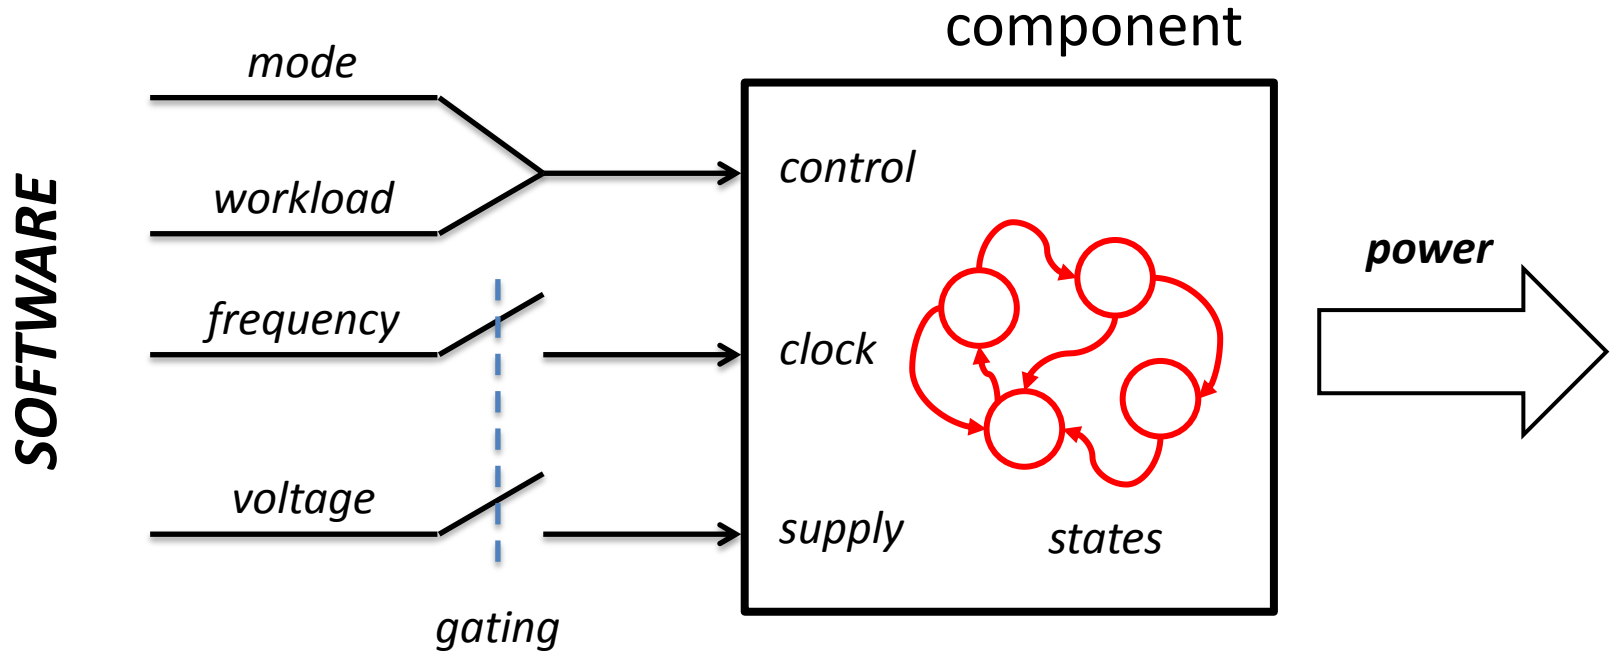 component
mode
control
workload
SOFTWARE
power
frequency
clock
voltage
supply
states
gating